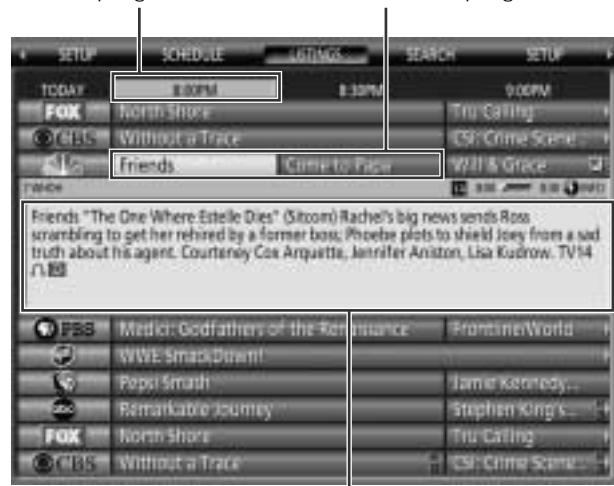 SETUP SCHEDULE LISTINGS SEARCH SETUP
TODAY 8:00PM 8:30PM 9:00PM
FOX North Shore Tru Calling
CBS Without a Trace CSI: Crime Scene...
Friends Come to Papa Will & Grace
Friends "The One Where Estelle Dies" (Sitcom) Rachel's big news sends Ross
scrambling to get her rehired by a former boss; Phoebe plots to shield Joey from a sad
truth about his agent. Courteney Cox Arquette, Jennifer Aniston, Lisa Kudrow. TV14
PBS Medici: Godfathers of the Renaissance Frontline/World
WWE SmackDown!
Pepsi Smash Jamie Kennedy...
abc Remarkable Journey Stephen King's...
FOX North Shore Tru Calling
CBS Without a Trace CSI: Crime Scene...